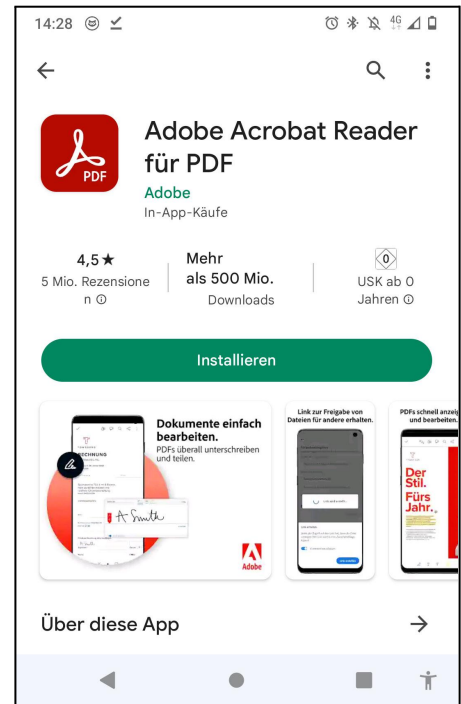 14:28
4G
PDF
Adobe Acrobat Reader
für PDF
Adobe
In-App-Käufe
4,5★
5 Mio. Rezensione
n
Mehr
als 500 Mio.
Downloads
0
USK ab 0
Jahren
Installieren
RECHNUNG
A Smith
Dokumente einfach
bearbeiten.
PDFs überall unterschreiben
und teilen.
Adobe
Link zur Freigabe von
Dateien für andere erhalten.
PDFs schnell anzeig
und bearbeiten.
Der
Stil.
Fürs
Jahr.
Über diese App